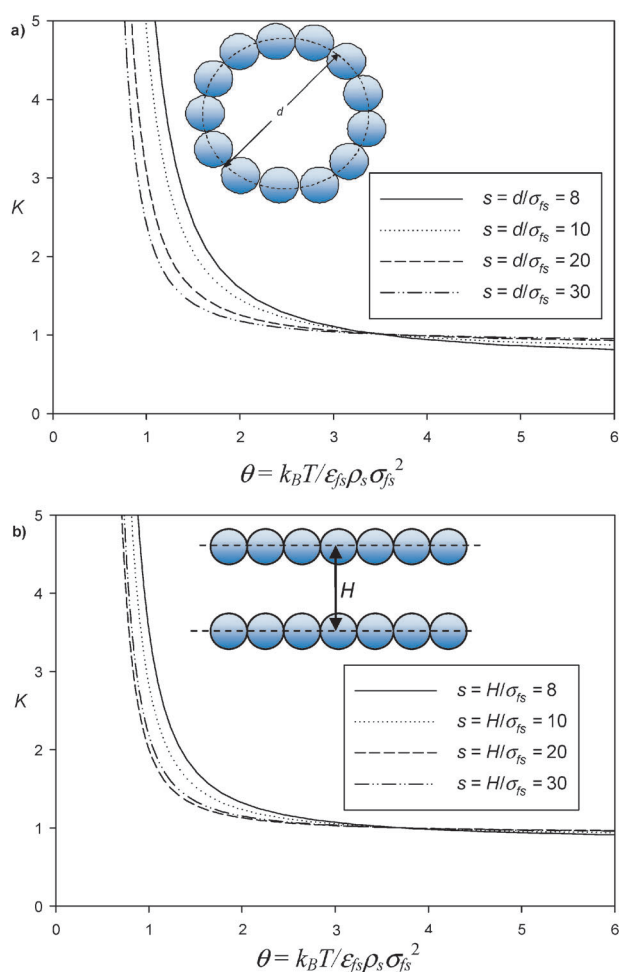 a)
5
4
3
2
1
0
K
d
s = d/σfs = 8
s = d/σfs = 10
s = d/σfs = 20
s = d/σfs = 30
0 1 2 3 4 5 6
θ = kBT/εfsρsσfs²
b)
5
4
3
2
1
0
K
H
s = H/σfs = 8
s = H/σfs = 10
s = H/σfs = 20
s = H/σfs = 30
0 1 2 3 4 5 6
θ = kBT/εfsρsσfs²